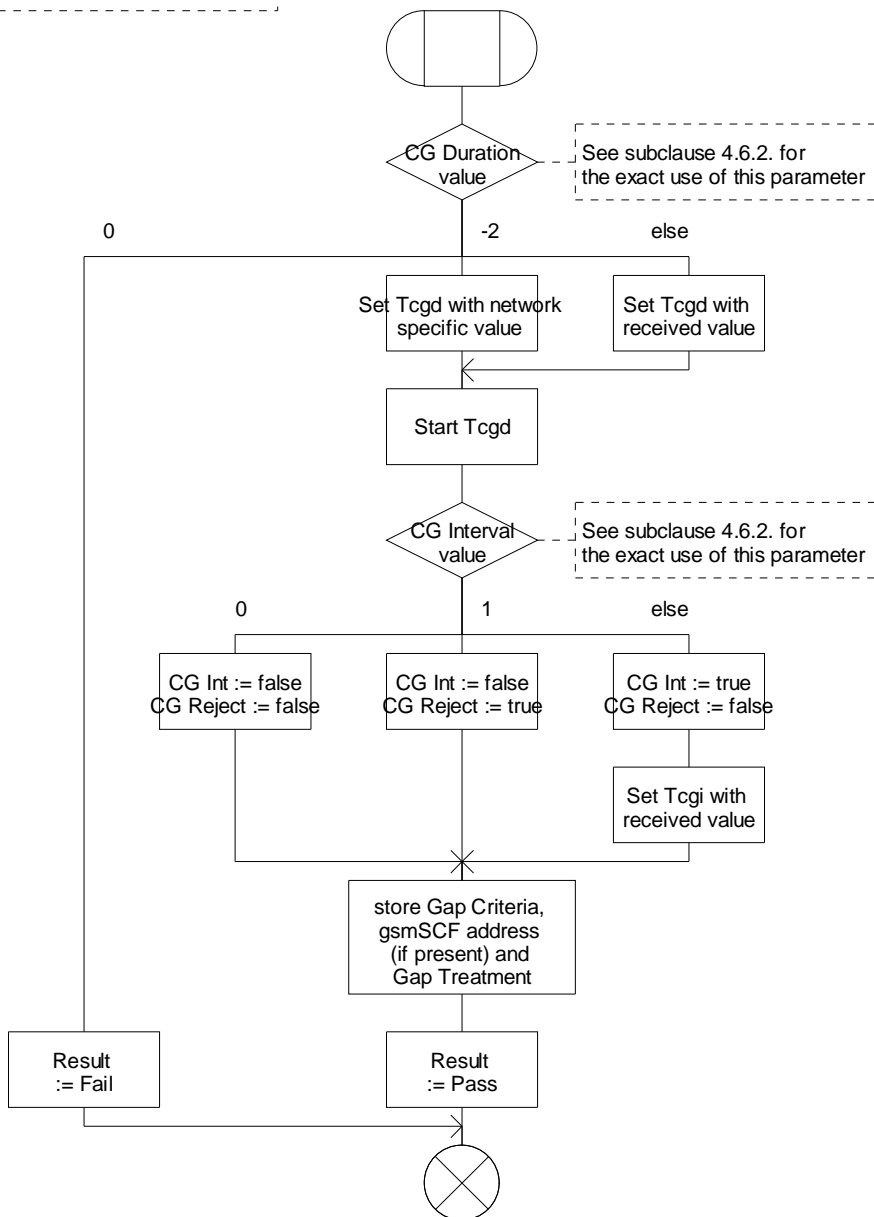 CG Duration
value
See subclause 4.6.2. for
the exact use of this parameter
0
-2
else
Set Tcgd with network
specific value
Set Tcgd with
received value
Start Tcgd
CG Interval
value
See subclause 4.6.2. for
the exact use of this parameter
0
1
else
CG Int := false
CG Reject := false
CG Int := false
CG Reject := true
CG Int := true
CG Reject := false
Set Tcgi with
received value
store Gap Criteria,
gsmSCF address
(if present) and
Gap Treatment
Result
:= Fail
Result
:= Pass